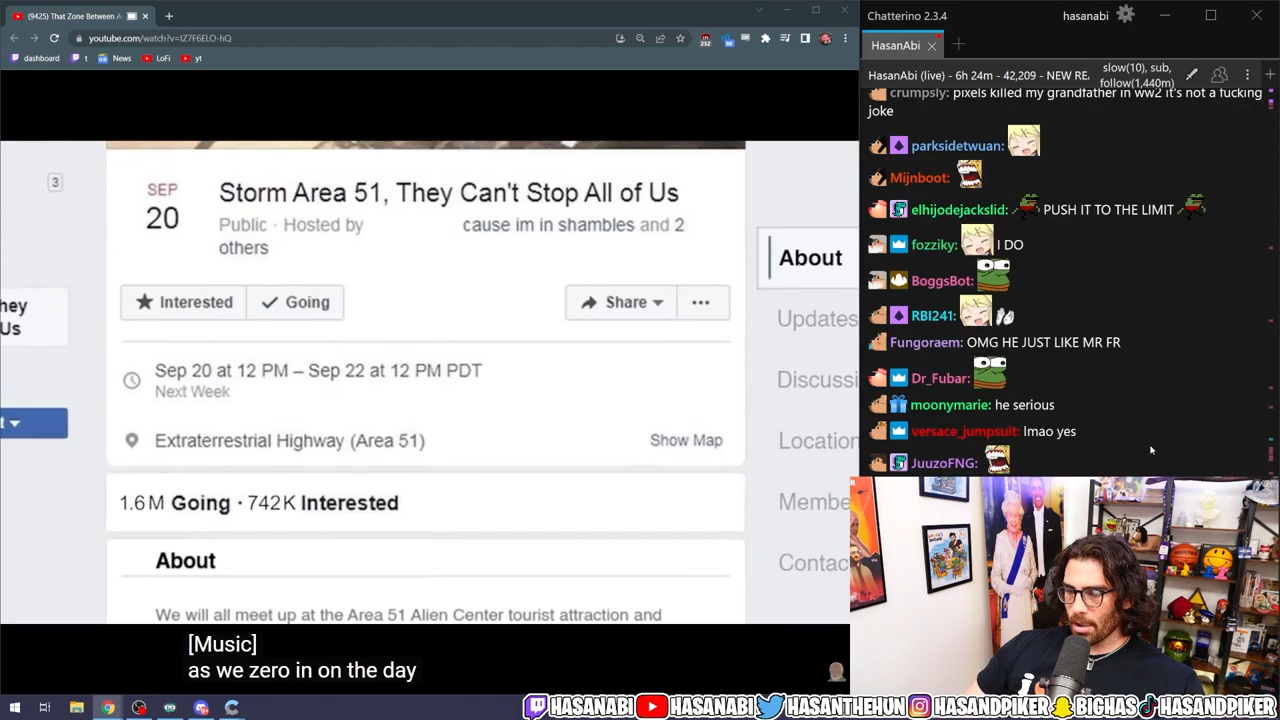 (9425) That Zone Between A
youtube.com/watch?v=IZ7F6ELO-hQ
252
90
dashboard
t
News
LoFi
yt
3
SEP
20
Storm Area 51, They Can't Stop All of Us
Public · Hosted by cause im in shambles and 2
others
hey
Us
Interested
Going
Share
Sep 20 at 12 PM – Sep 22 at 12 PM PDT
Next Week
Extraterrestrial Highway (Area 51)
Show Map
1.6M Going · 742K Interested
About
We will all meet up at the Area 51 Alien Center tourist attraction and
About
Updates
Discussi
Location
Membe
Contac
[Music]
as we zero in on the day
Chatterino 2.3.4
hasanabi
HasanAbi
HasanAbi (live) - 6h 24m - 42,209 - NEW RE
slow(10), sub,
follow(1,440m)
crumpsly: pixels killed my grandfather in ww2 it's not a fucking
joke
parksidetwuan:
Mijnboot:
elhijodejackslid: PUSH IT TO THE LIMIT
fozziky: I DO
BoggsBot:
RBI241:
Fungoraem: OMG HE JUST LIKE MR FR
Dr_Fubar:
moonymarie: he serious
versace_jumpsuit: lmao yes
JuuzoFNG:
HASANABI
HASANABI
HASANTHEHUN
HASANDPIKER
BIGHAS
HASANDPIKER